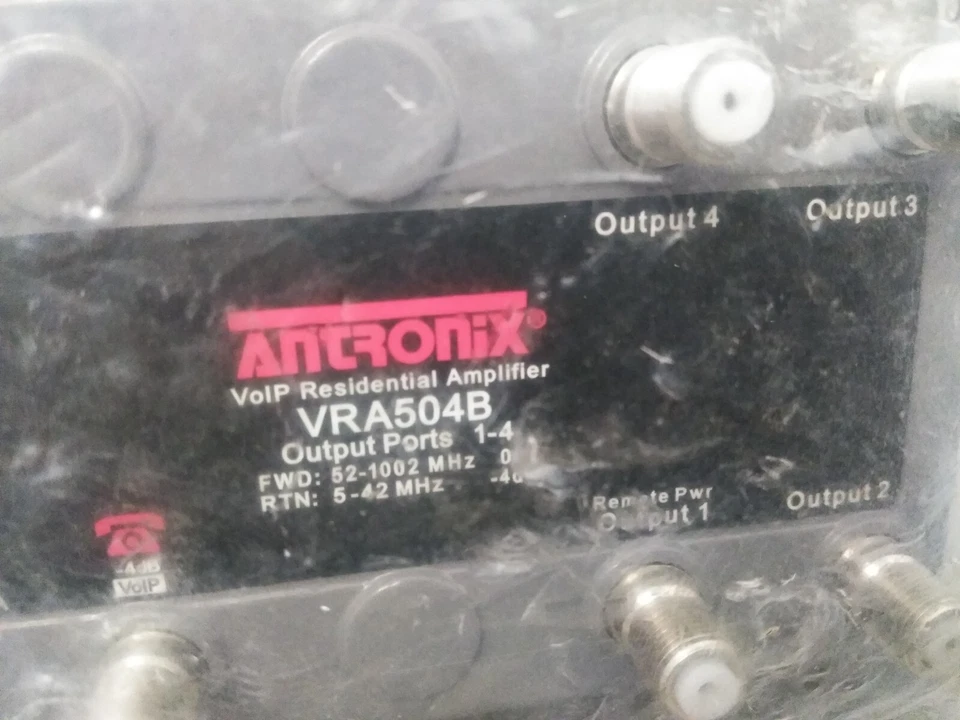 Output 4
Output 3
ANTRONIX®
VoIP Residential Amplifier
VRA504B
Output Ports 1-4
FWD: 52-1002 MHz 0
RTN: 5-42 MHz
Remote Pwr
Output 1
Output 2
VoIP